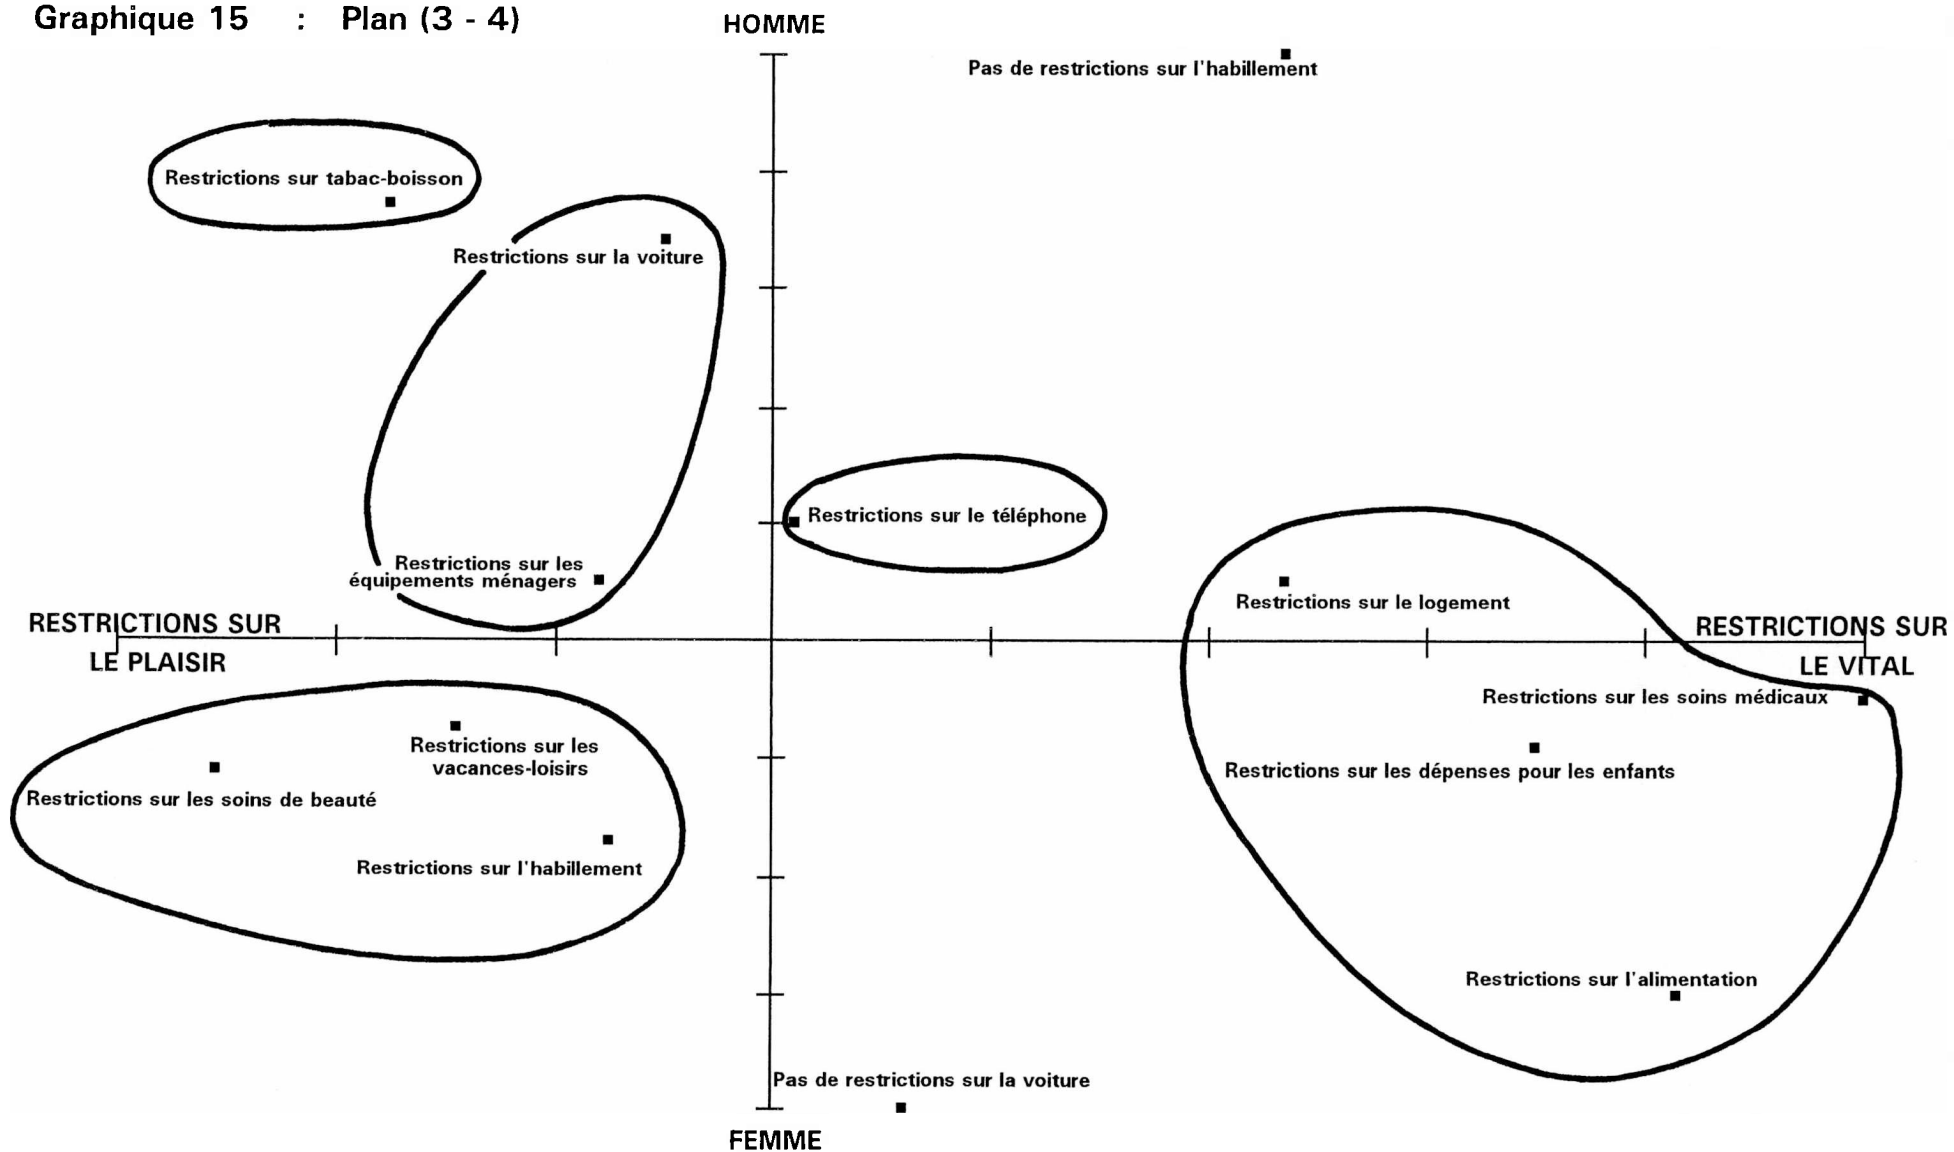 Graphique 15 : Plan (3 - 4)
HOMME
Pas de restrictions sur l'habillement
Restrictions sur tabac-boisson
Restrictions sur la voiture
Restrictions sur le téléphone
Restrictions sur les
équipements ménagers
Restrictions sur le logement
RESTRICTIONS SUR
LE PLAISIR
RESTRICTIONS SUR
LE VITAL
Restrictions sur les soins médicaux
Restrictions sur les
vacances-loisirs
Restrictions sur les dépenses pour les enfants
Restrictions sur les soins de beauté
Restrictions sur l'habillement
Restrictions sur l'alimentation
Pas de restrictions sur la voiture
FEMME